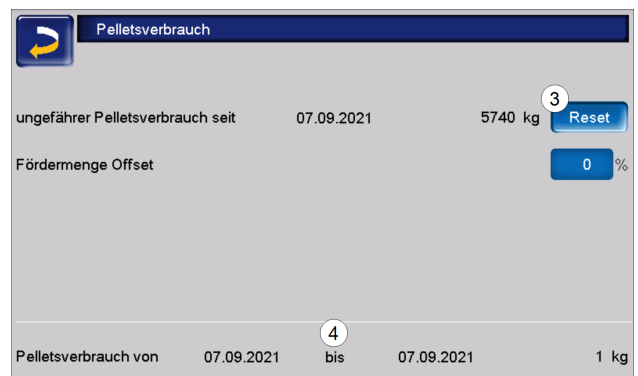 Pelletsverbrauch
3
ungefährer Pelletsverbrauch seit 07.09.2021 5740 kg Reset
Fördermenge Offset 0 %
4
Pelletsverbrauch von 07.09.2021 bis 07.09.2021 1 kg